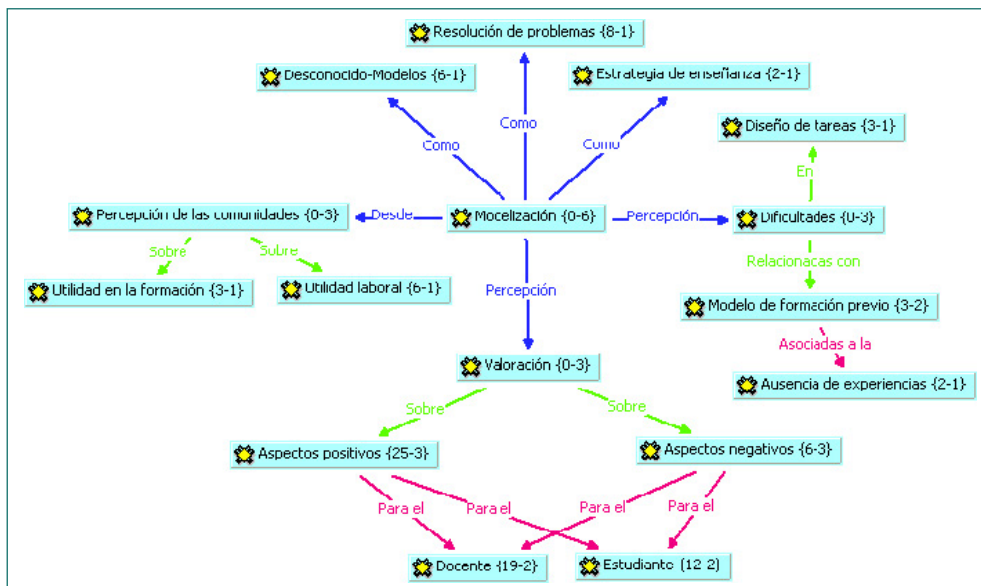 Resolución de problemas {8-1}
Desconocido-Modelos {6-1}
Estrategia de enseñanza {2-1}
Diseño de tareas {3-1}
Como
Como
Como
En
Percepción de las comunidades {0-3}
Desde
Mocelización {0-6}
Percepción
Dificultades {0-3}
Sobre
Sobre
Relacionacas con
Utilidad en la formación {3-1}
Utilidad laboral {6-1}
Percepción
Modelo de formación previo {3-2}
Asociadas a la
Valoración {0-3}
Ausencia de experiencias {2-1}
Sobre
Sobre
Aspectos positivos {25-3}
Aspectos negativos {6-3}
Para el
Para el
Para el
Para el
Docente {19-2}
Estudiante {12-2}